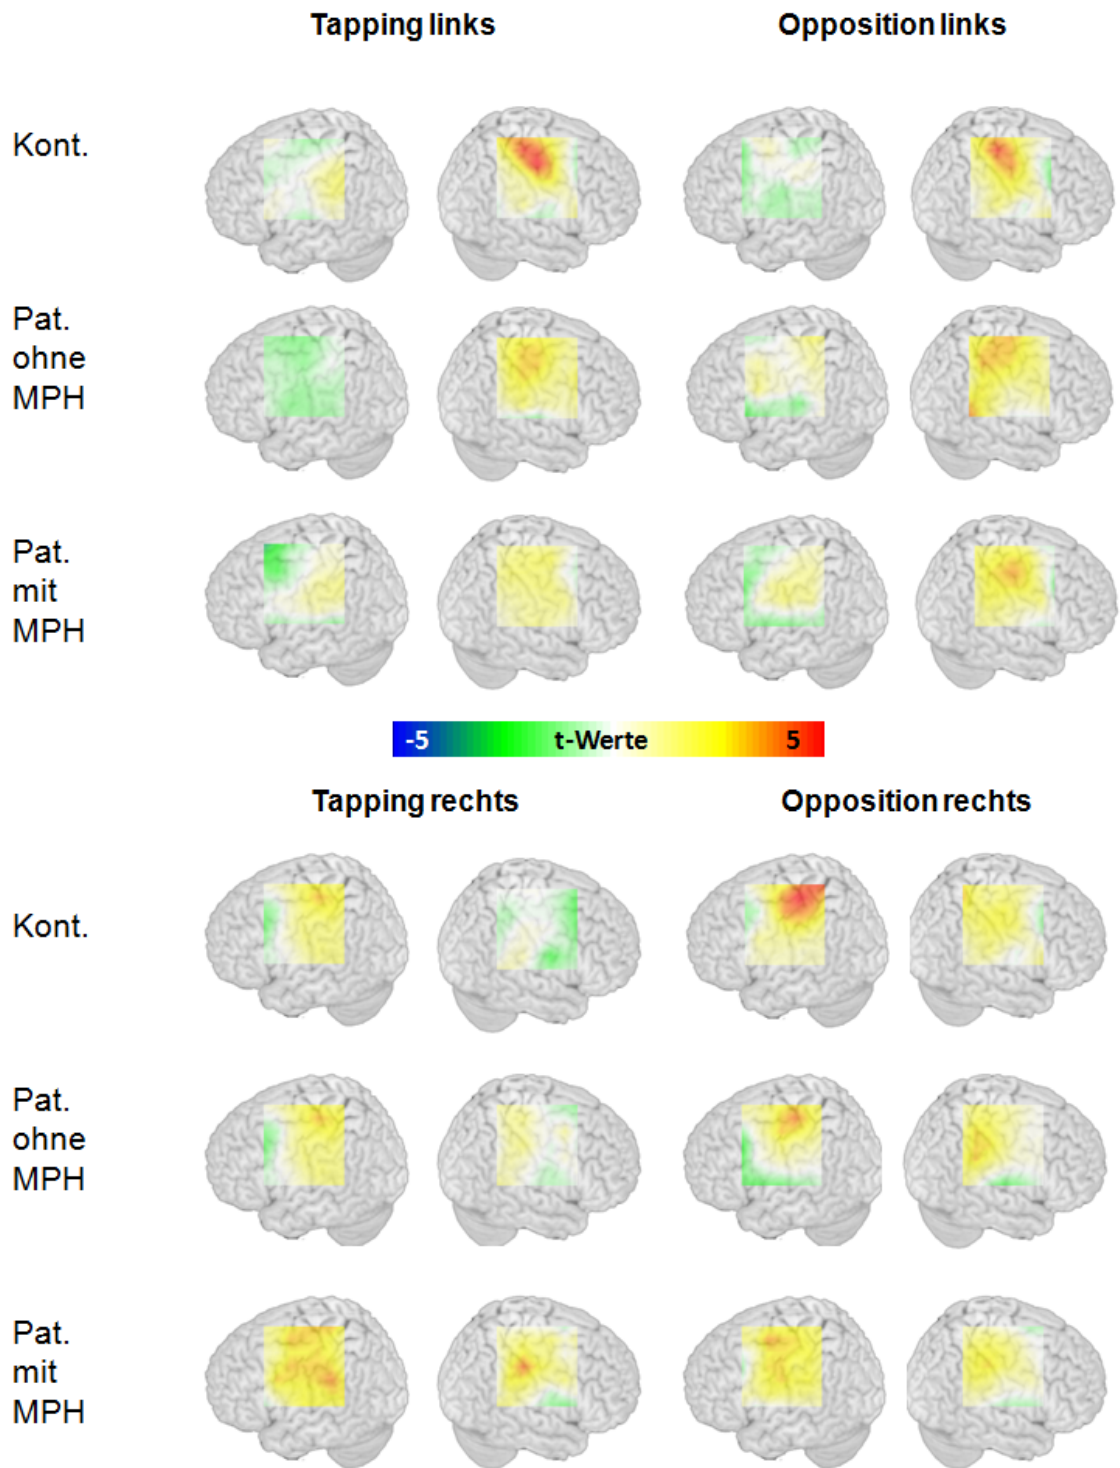 Tapping links
Opposition links
Kont.
Pat.
ohne
MPH
Pat.
mit
MPH
-5 t-Werte 5
Tapping rechts
Opposition rechts
Kont.
Pat.
ohne
MPH
Pat.
mit
MPH